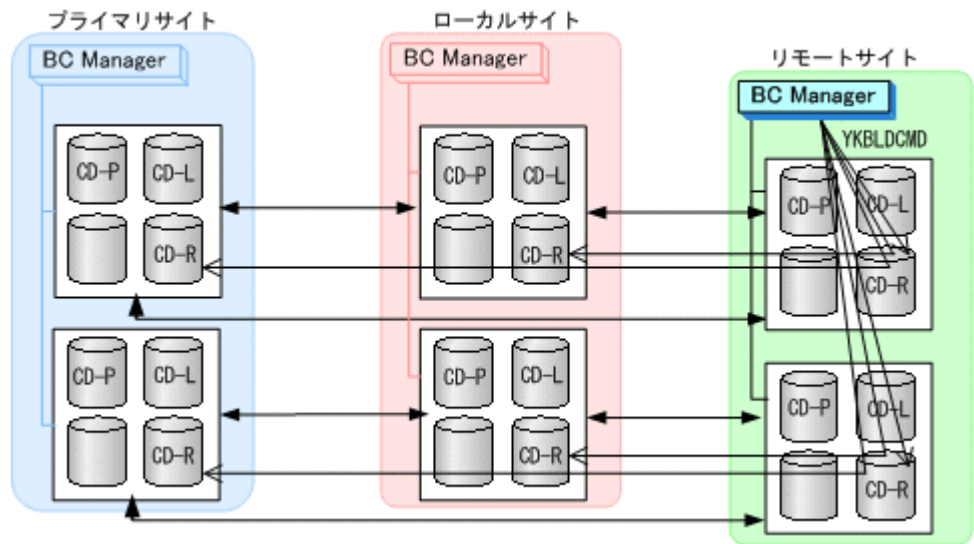 プライマリサイト
ローカルサイト
リモートサイト
BC Manager
BC Manager
BC Manager
YKBLDCMD
CD-P
CD-L
CD-R
CD-P
CD-L
CD-R
CD-P
CD-L
CD-R
CD-P
CD-L
CD-R
CD-P
CD-L
CD-R
CD-P
CD-L
CD-R